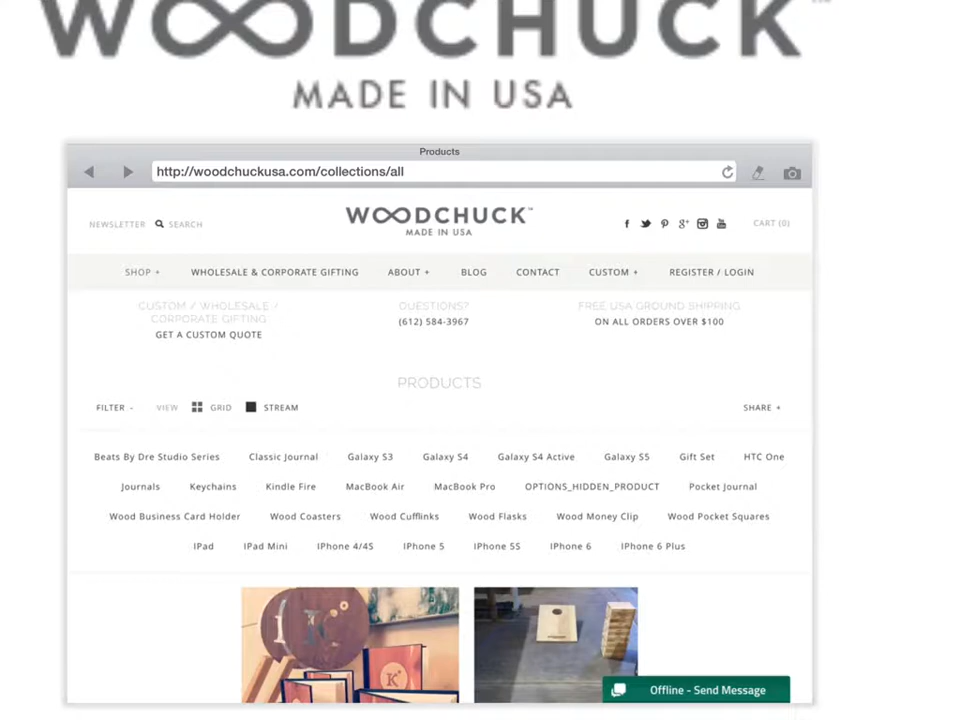 WOODCHUCK™
MADE IN USA
Products
http://woodchuckusa.com/collections/all
NEWSLETTER SEARCH
WOODCHUCK™
MADE IN USA
CART (0)
SHOP + WHOLESALE & CORPORATE GIFTING ABOUT + BLOG CONTACT CUSTOM + REGISTER / LOGIN
CUSTOM / WHOLESALE /
CORPORATE GIFTING
GET A CUSTOM QUOTE
QUESTIONS?
(612) 584-3967
FREE USA GROUND SHIPPING
ON ALL ORDERS OVER $100
PRODUCTS
FILTER - VIEW GRID STREAM SHARE +
Beats By Dre Studio Series Classic Journal Galaxy S3 Galaxy S4 Galaxy S4 Active Galaxy S5 Gift Set HTC One
Journals Keychains Kindle Fire MacBook Air MacBook Pro OPTIONS_HIDDEN_PRODUCT Pocket Journal
Wood Business Card Holder Wood Coasters Wood Cufflinks Wood Flasks Wood Money Clip Wood Pocket Squares
IPad IPad Mini IPhone 4/4S IPhone 5 IPhone 5S IPhone 6 IPhone 6 Plus
K
Offline - Send Message